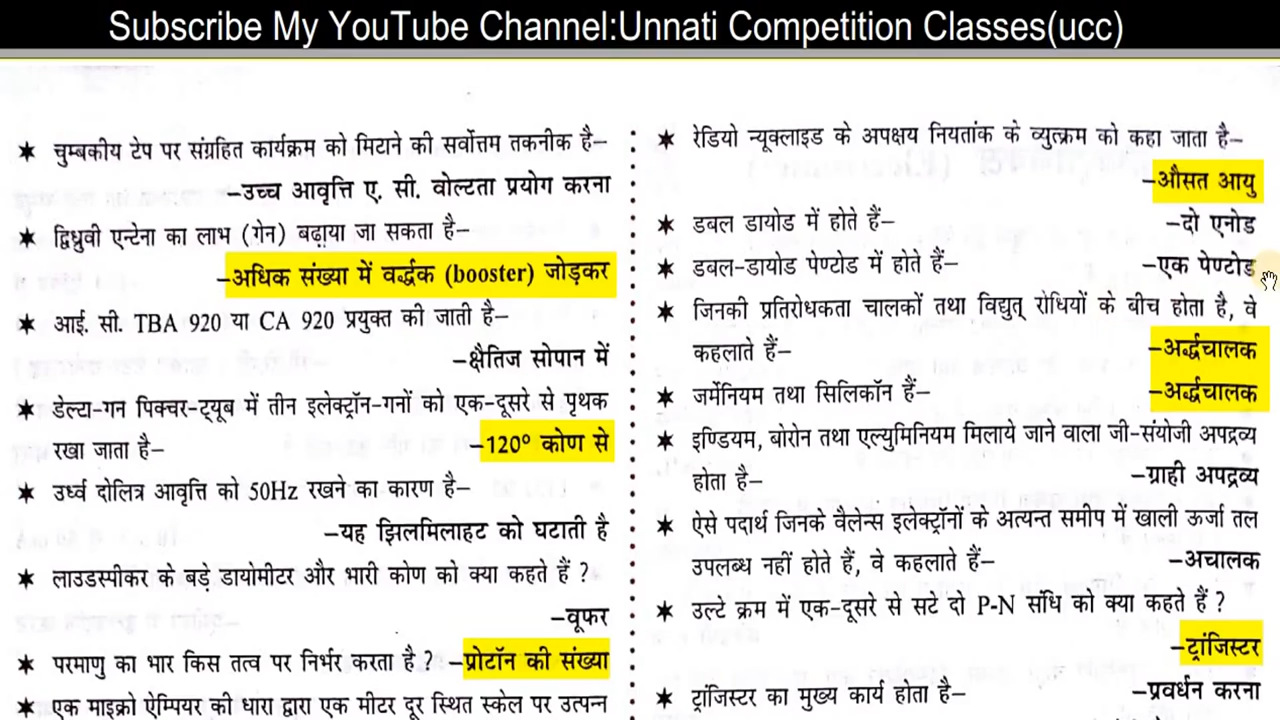 Subscribe My YouTube Channel:Unnati Competition Classes(ucc)
★ चुम्बकीय टेप पर संग्रहित कार्यक्रम को मिटाने की सर्वोत्तम तकनीक है–
–उच्च आवृत्ति ए. सी. वोल्टता प्रयोग करना
★ द्विध्रुवी एन्टेना का लाभ (गेन) बढ़ाया जा सकता है–
–अधिक संख्या में वर्द्धक (booster) जोड़कर
★ आई. सी. TBA 920 या CA 920 प्रयुक्त की जाती है–
–क्षैतिज सोपान में
★ डेल्टा-गन पिक्चर-ट्यूब में तीन इलेक्ट्रॉन-गनों को एक-दूसरे से पृथक
रखा जाता है– –120° कोण से
★ उर्ध्व दोलित्र आवृत्ति को 50Hz रखने का कारण है–
–यह झिलमिलाहट को घटाती है
★ लाउडस्पीकर के बड़े डायोमीटर और भारी कोण को क्या कहते हैं ?
–वूफर
★ परमाणु का भार किस तत्व पर निर्भर करता है ? –प्रोटॉन की संख्या
★ एक माइक्रो ऐम्पियर की धारा द्वारा एक मीटर दूर स्थित स्केल पर उत्पन्न
★ रेडियो न्यूक्लाइड के अपक्षय नियतांक के व्युत्क्रम को कहा जाता है–
–औसत आयु
★ डबल डायोड में होते हैं– –दो एनोड
★ डबल-डायोड पेण्टोड में होते हैं– –एक पेण्टोड
★ जिनकी प्रतिरोधकता चालकों तथा विद्युत् रोधियों के बीच होता है, वे
कहलाते हैं– –अर्द्धचालक
★ जर्मेनियम तथा सिलिकॉन हैं– –अर्द्धचालक
★ इण्डियम, बोरोन तथा एल्युमिनियम मिलाये जाने वाला जी-संयोजी अपद्रव्य
होता है– –ग्राही अपद्रव्य
★ ऐसे पदार्थ जिनके वैलेन्स इलेक्ट्रॉनों के अत्यन्त समीप में खाली ऊर्जा तल
उपलब्ध नहीं होते हैं, वे कहलाते हैं– –अचालक
★ उल्टे क्रम में एक-दूसरे से सटे दो P-N संधि को क्या कहते हैं ?
–ट्रांजिस्टर
★ ट्रांजिस्टर का मुख्य कार्य होता है– –प्रवर्धन करना